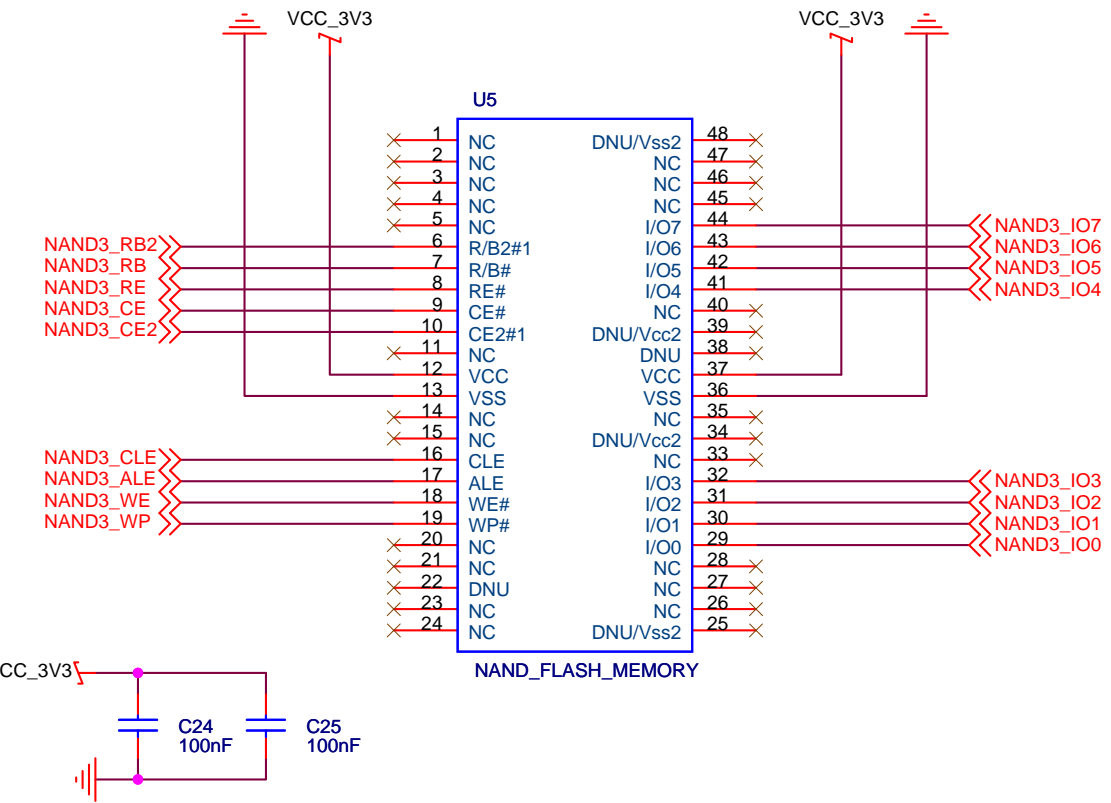 VCC_3V3
VCC_3V3
U5
1 NC DNU/Vss2 48
2 NC NC 47
3 NC NC 46
4 NC NC 45
5 NC I/O7 44 NAND3_IO7
NAND3_RB2 6 R/B2#1 I/O6 43 NAND3_IO6
NAND3_RB 7 R/B# I/O5 42 NAND3_IO5
NAND3_RE 8 RE# I/O4 41 NAND3_IO4
NAND3_CE 9 CE# NC 40
NAND3_CE2 10 CE2#1 DNU/Vcc2 39
11 NC DNU 38
12 VCC VCC 37
13 VSS VSS 36
14 NC NC 35
15 NC DNU/Vcc2 34
NAND3_CLE 16 CLE NC 33
NAND3_ALE 17 ALE I/O3 32 NAND3_IO3
NAND3_WE 18 WE# I/O2 31 NAND3_IO2
NAND3_WP 19 WP# I/O1 30 NAND3_IO1
20 NC I/O0 29 NAND3_IO0
21 NC NC 28
22 DNU NC 27
23 NC NC 26
24 NC DNU/Vss2 25
NAND_FLASH_MEMORY
CC_3V3
C24
100nF
C25
100nF